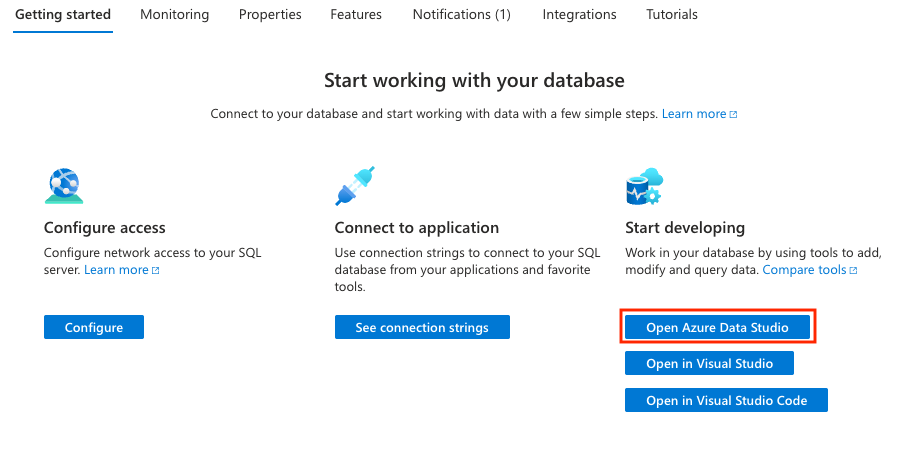 Getting started Monitoring Properties Features Notifications (1) Integrations Tutorials
Start working with your database
Connect to your database and start working with data with a few simple steps. Learn more
Configure access
Configure network access to your SQL
server. Learn more
Configure
Connect to application
Use connection strings to connect to your SQL
database from your applications and favorite
tools.
See connection strings
Start developing
Work in your database by using tools to add,
modify and query data. Compare tools
Open Azure Data Studio
Open in Visual Studio
Open in Visual Studio Code